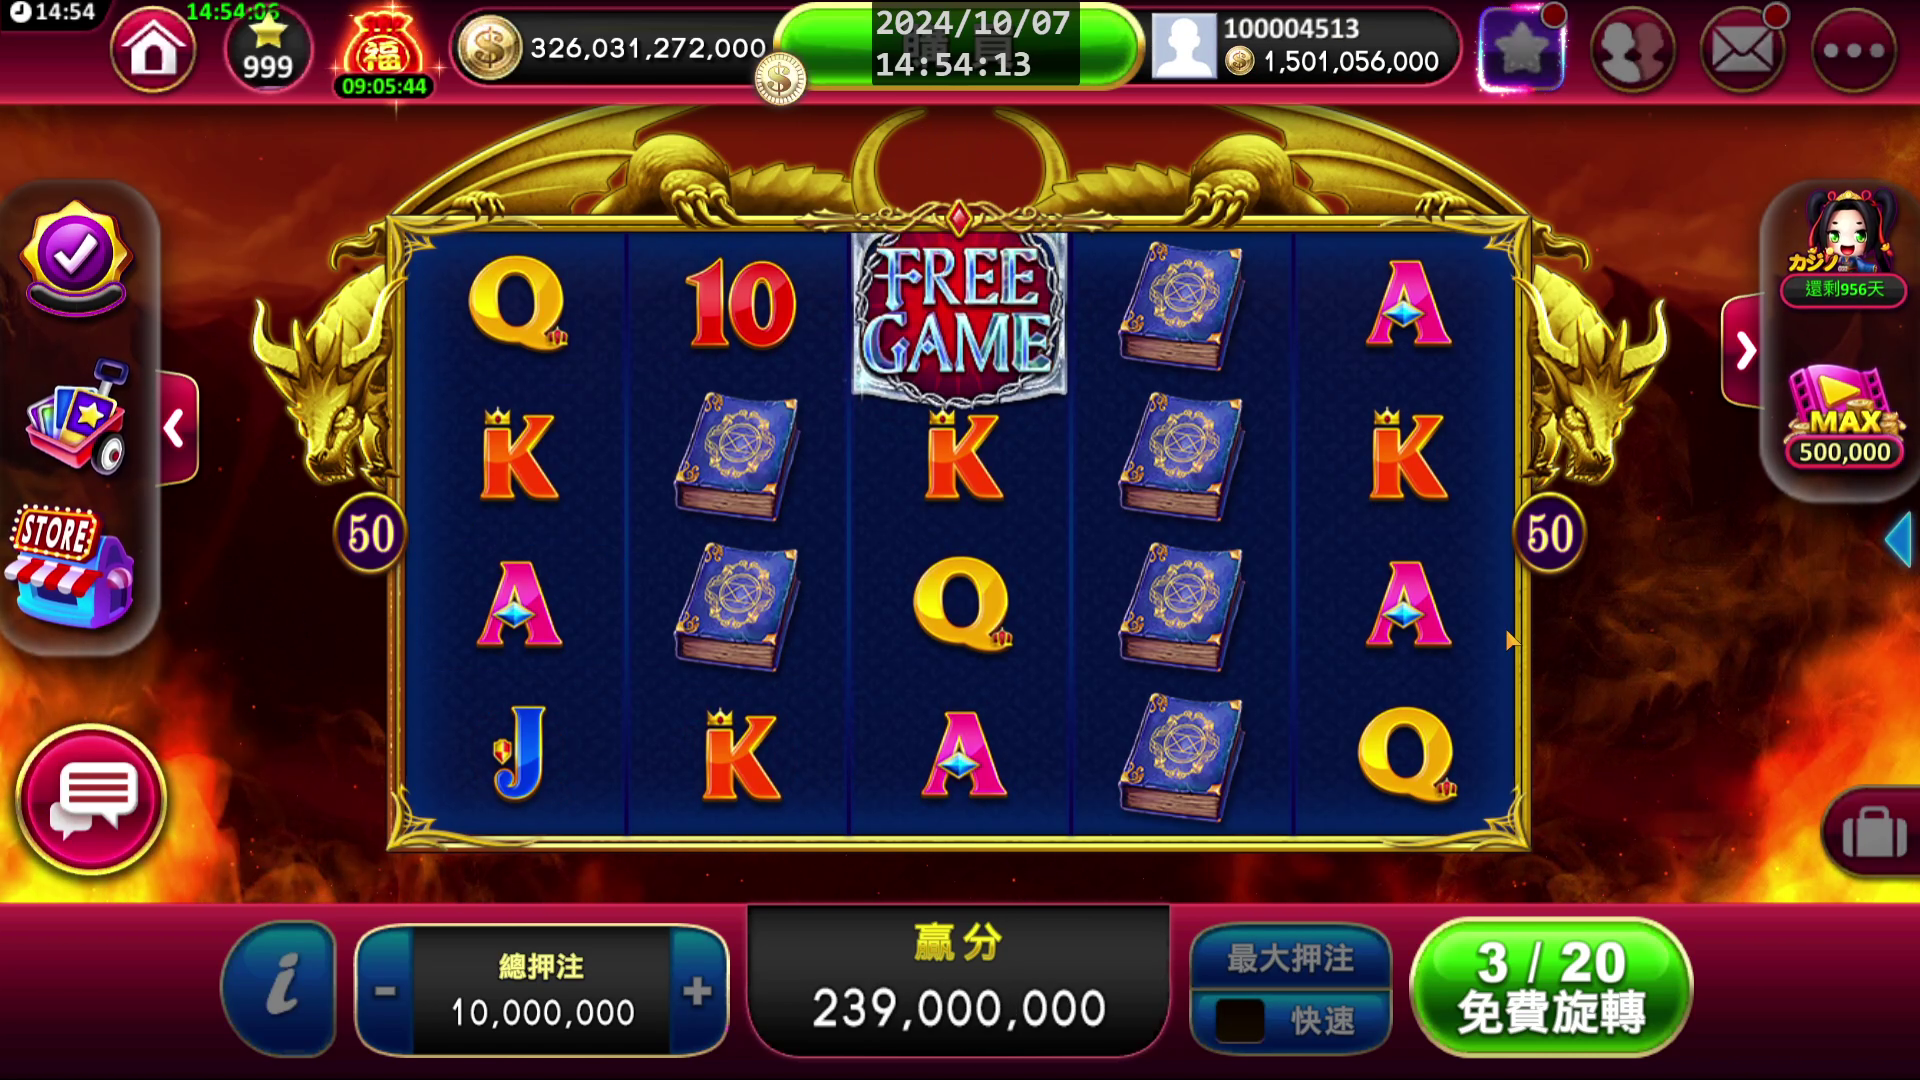 14:54
14:54:06
999
福
09:05:44
326,031,272,000
2024/10/07
14:54:13
100004513
1,501,056,000
カジノ
還剩956天
MAX
500,000
STORE
50
50
Q
10
FREE
GAME
A
K
K
K
A
Q
A
J
K
A
Q
i
總押注
-
10,000,000
+
贏分
239,000,000
最大押注
快速
3 / 20
免費旋轉